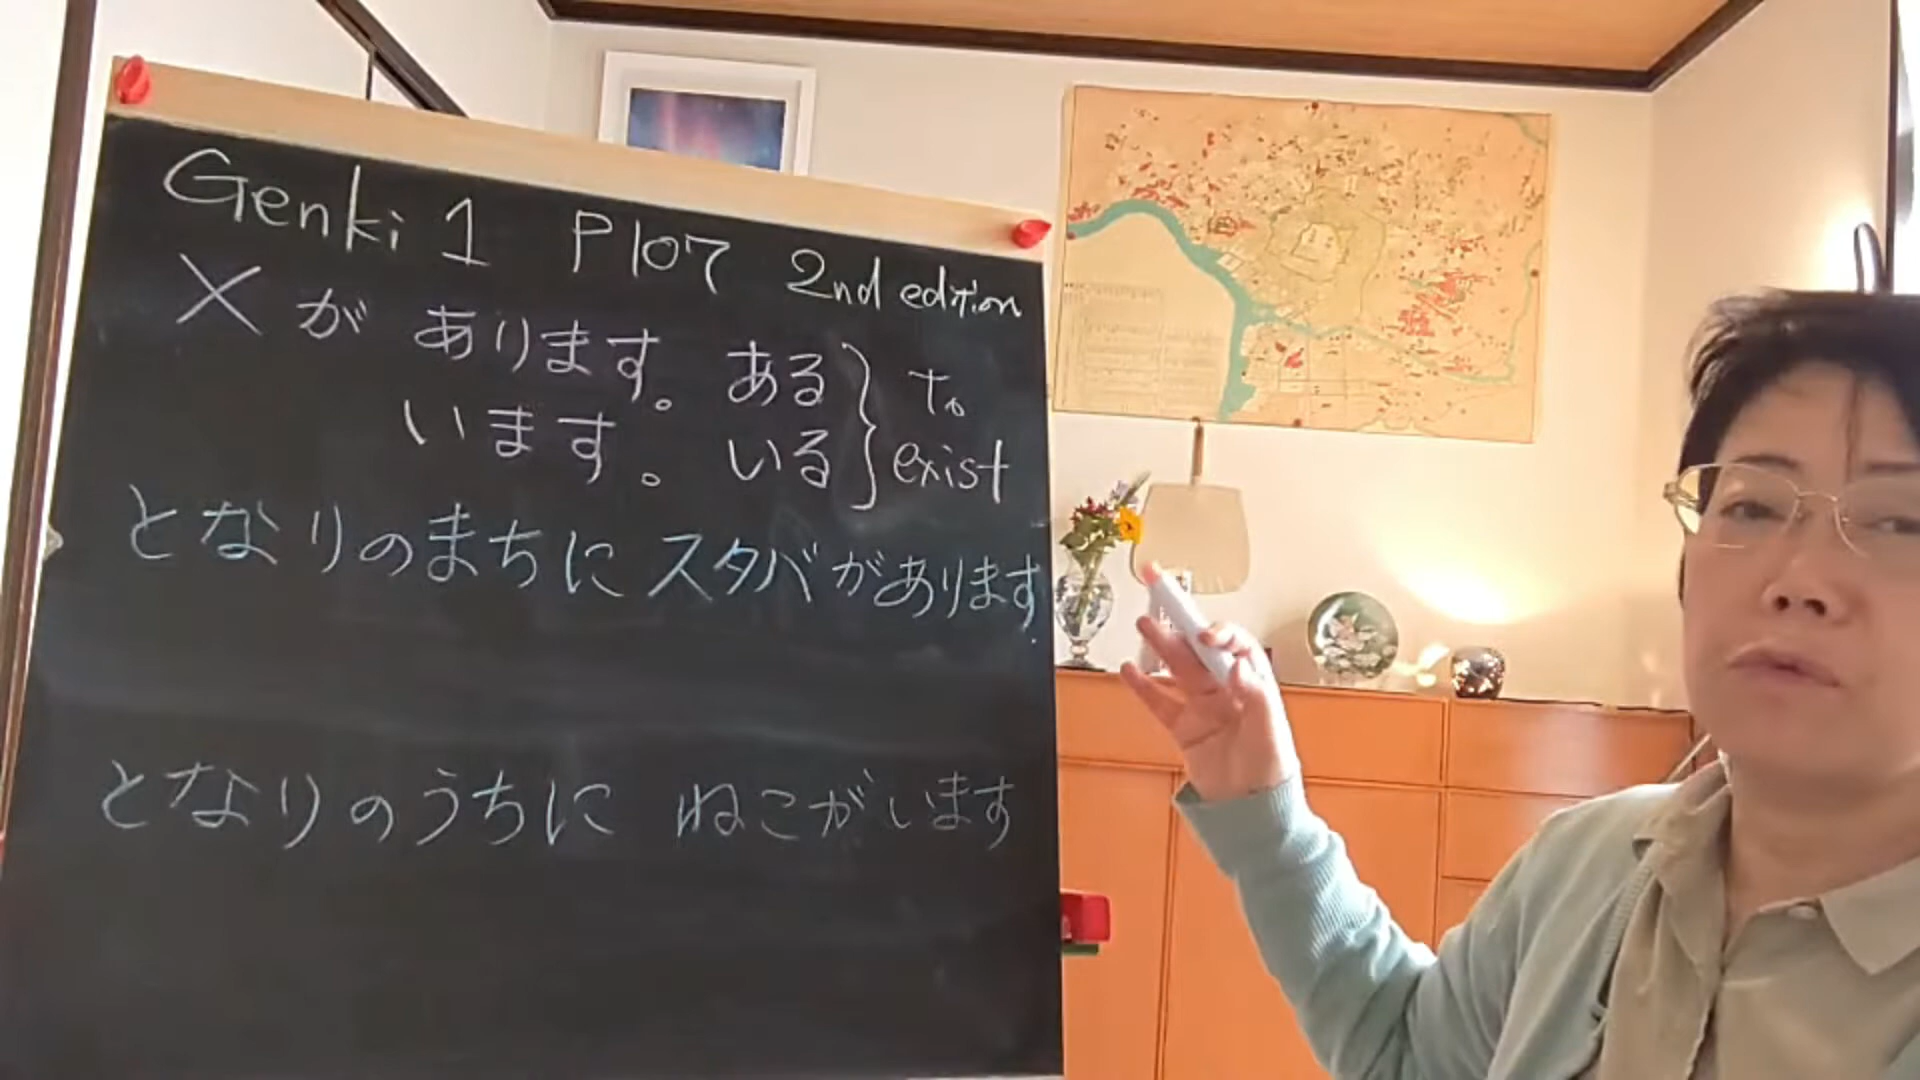 Genki 1 P107 2nd edition
X が あります。 ある } to
います。 いる } exist
となりのまちに スタバがあります.
となりのうちに ねこがいます